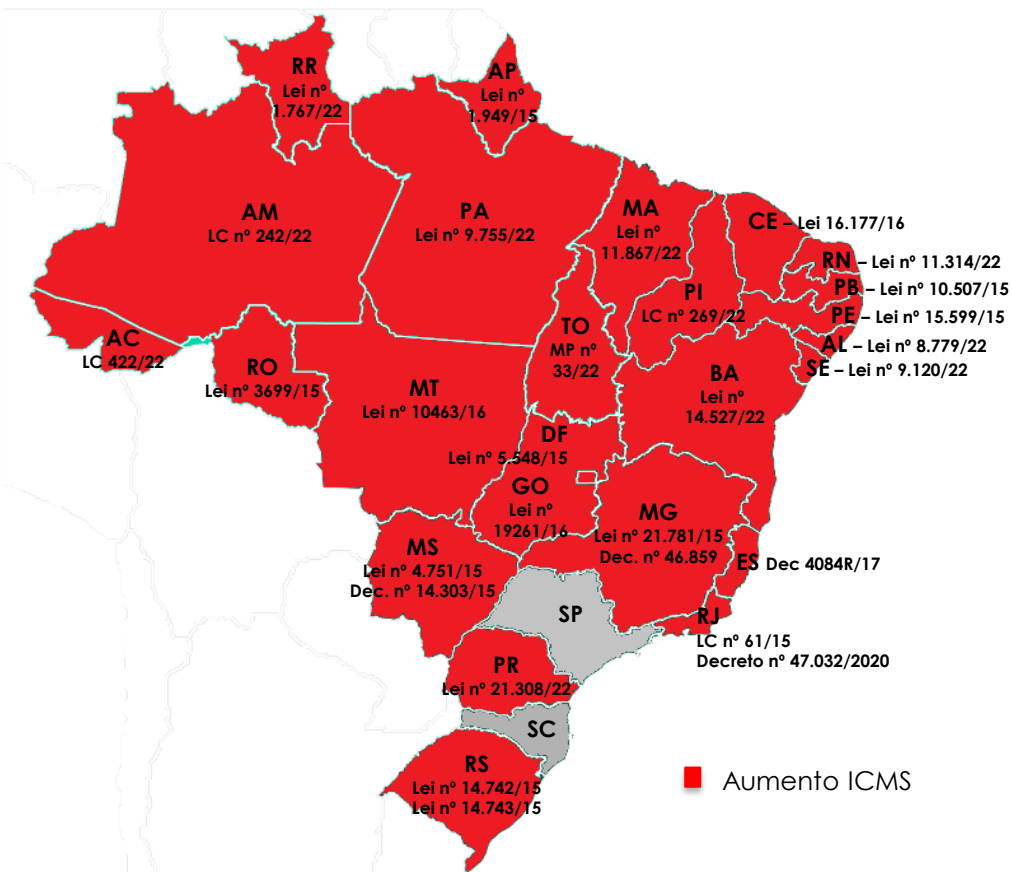 RR
Lei nº
1.767/22
AP
Lei nº
1.949/15
AM
LC nº 242/22
PA
Lei nº 9.755/22
MA
Lei nº
11.867/22
CE – Lei 16.177/16
RN – Lei nº 11.314/22
PB – Lei nº 10.507/15
PE – Lei nº 15.599/15
AL – Lei nº 8.779/22
SE – Lei nº 9.120/22
PI
LC nº 269/22
TO
MP nº
33/22
AC
LC 422/22
RO
Lei nº 3699/15
MT
Lei nº 10463/16
BA
Lei nº
14.527/22
DF
Lei nº 5.548/15
GO
Lei nº
19261/16
MG
Lei nº 21.781/15
Dec. nº 46.859
ES Dec 4084R/17
MS
Lei nº 4.751/15
Dec. nº 14.303/15
SP
RJ
LC nº 61/15
Decreto nº 47.032/2020
PR
Lei nº 21.308/22
SC
RS
Lei nº 14.742/15
Lei nº 14.743/15
Aumento ICMS